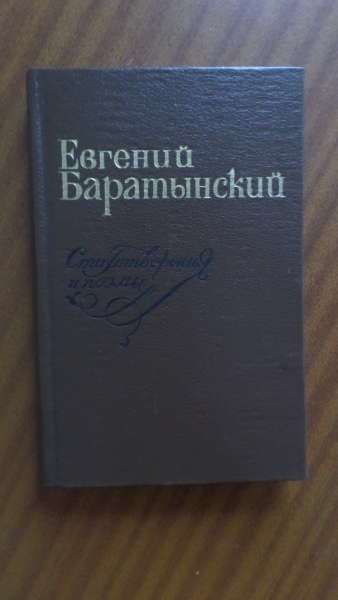 Евгений
Баратынский
Стихотворения
и поэмы